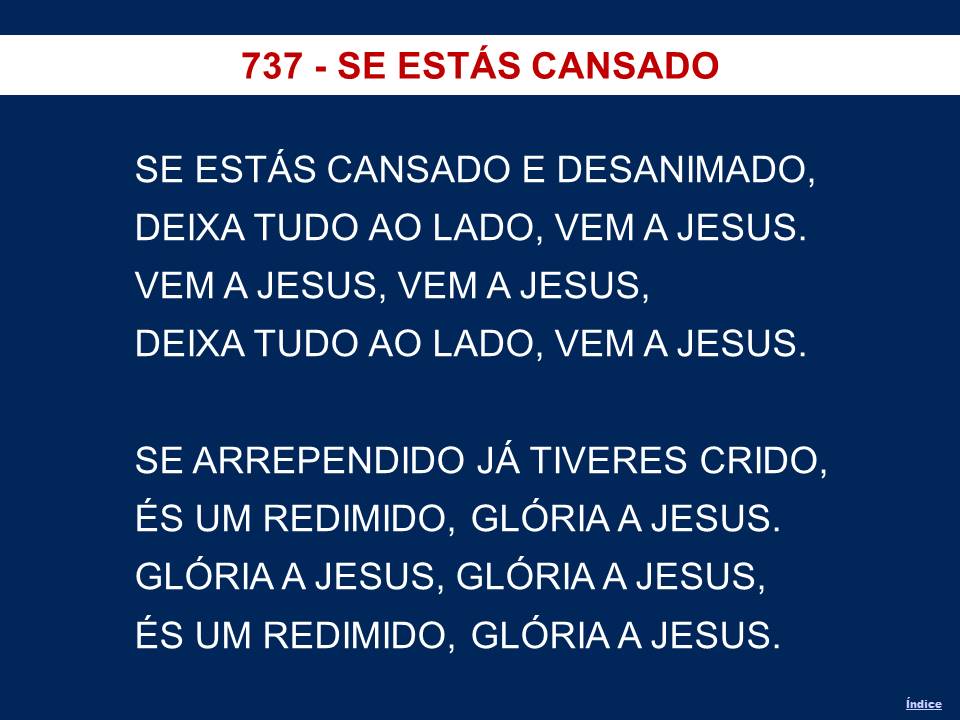 737 - SE ESTÁS CANSADO
SE ESTÁS CANSADO E DESANIMADO,
DEIXA TUDO AO LADO, VEM A JESUS.
VEM A JESUS, VEM A JESUS,
DEIXA TUDO AO LADO, VEM A JESUS.
SE ARREPENDIDO JÁ TIVERES CRIDO,
ÉS UM REDIMIDO, GLÓRIA A JESUS.
GLÓRIA A JESUS, GLÓRIA A JESUS,
ÉS UM REDIMIDO, GLÓRIA A JESUS.
Índice